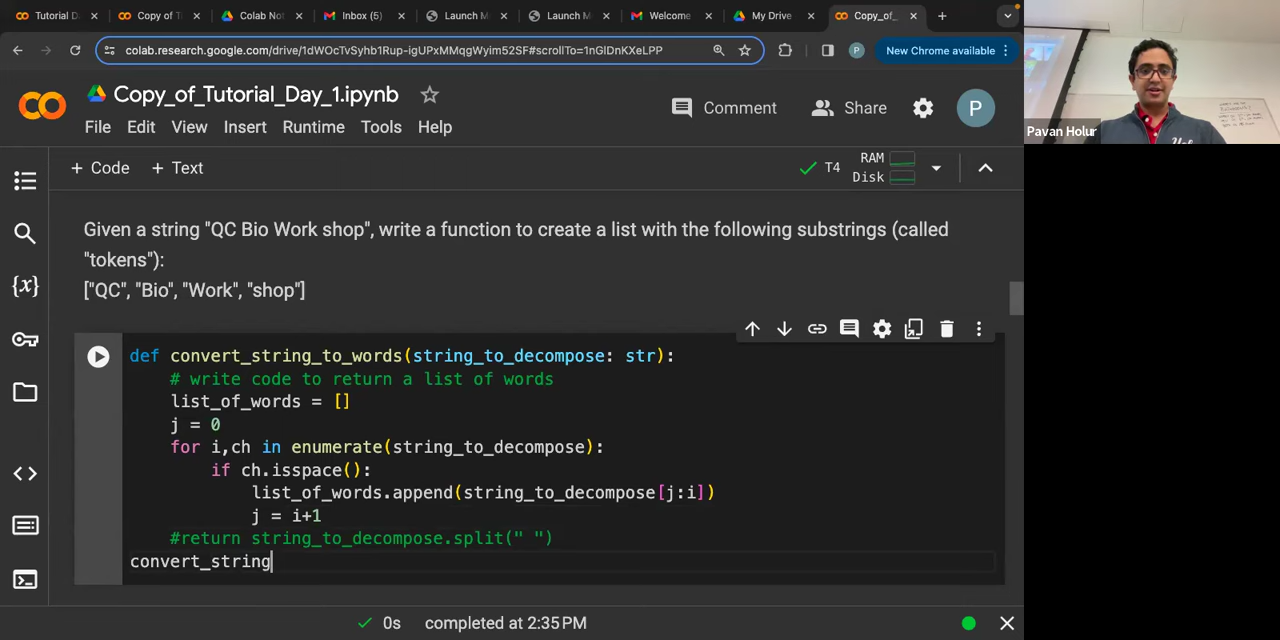 Tutorial D
Copy of T
Colab Not
Inbox (5)
Launch M
Launch M
Welcome
My Drive
Copy_of_
colab.research.google.com/drive/1dWOcTvSyhb1Rup-igUPxMMqgWyim52SF#scrollTo=1nGlDnKXeLPP
P
New Chrome available
Copy_of_Tutorial_Day_1.ipynb
Comment
Share
P
File Edit View Insert Runtime Tools Help
Pavan Holur
+ Code + Text
T4
RAM
Disk
Given a string "QC Bio Work shop", write a function to create a list with the following substrings (called
"tokens"):
["QC", "Bio", "Work", "shop"]
def convert_string_to_words(string_to_decompose: str):
# write code to return a list of words
list_of_words = []
j = 0
for i,ch in enumerate(string_to_decompose):
if ch.isspace():
list_of_words.append(string_to_decompose[j:i])
j = i+1
#return string_to_decompose.split(" ")
convert_string
0s completed at 2:35 PM